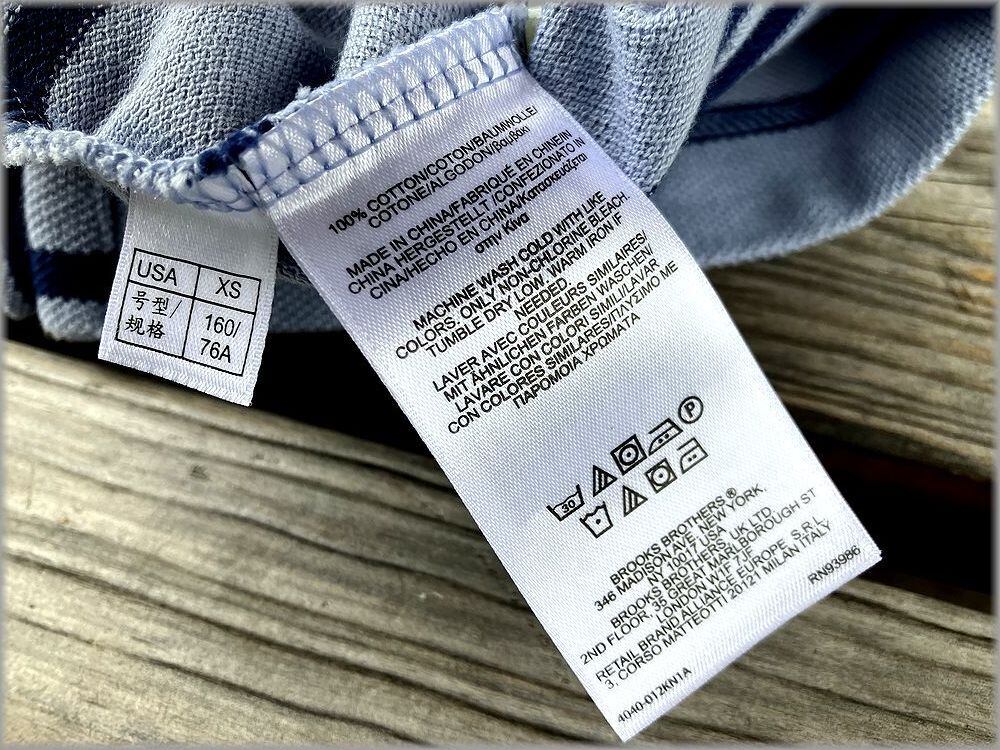 USA XS
号型/ 160/
规格 76A
100% COTTON/COTON/BAUMWOLLE/
COTONE/ALGODON/Βαμβάκι
MADE IN CHINA/FABRIQUÉ EN CHINE/IN
CHINA HERGESTELLT /CONFEZIONATO IN
CINA/HECHO EN CHINA/Κατασκευάζεται
στην Κίνα
MACHINE WASH COLD WITH LIKE
COLORS. ONLY NON-CHLORINE BLEACH.
TUMBLE DRY LOW. WARM IRON IF
NEEDED.
LAVER AVEC COULEURS SIMILAIRES/
MIT ÄHNLICHEN FARBEN WASCHEN/
LAVARE CON COLORI SIMILI/LAVAR
CON COLORES SIMILARES/ΠΛΥΣΙΜΟ ΜΕ
ΠΑΡΟΜΟΙΑ ΧΡΩΜΑΤΑ
30 P
BROOKS BROTHERS ®
346 MADISON AVE, NEW YORK,
NY 10017 USA
BROOKS BROTHERS, UK LTD
2ND FLOOR, 35 GREAT MARLBOROUGH ST
LONDON W1F 7JF
RETAIL BRAND ALLIANCE EUROPE, S.R.L
3, CORSO MATTEOTTI 20121 MILAN ITALY
RN93986
4040-012KN1A